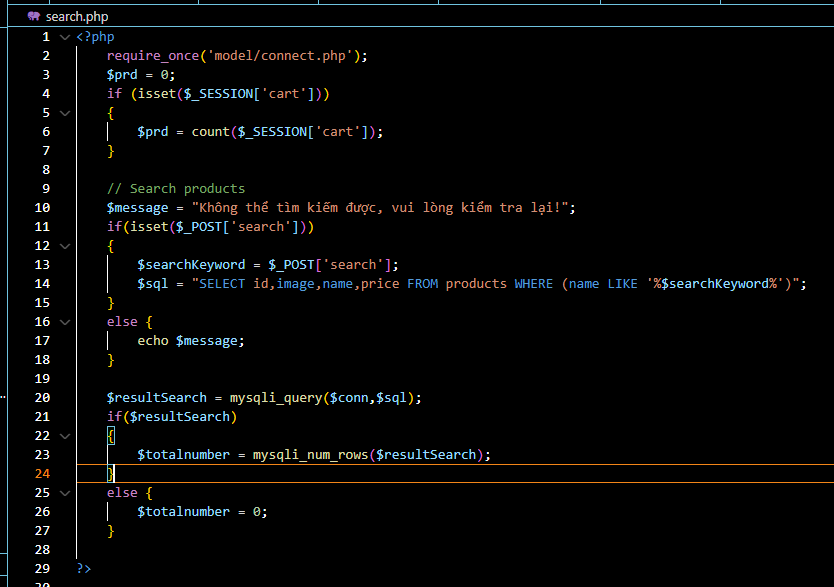 search.php
1 <?php
2 require_once('model/connect.php');
3 $prd = 0;
4 if (isset($_SESSION['cart']))
5 {
6 $prd = count($_SESSION['cart']);
7 }
8
9 // Search products
10 $message = "Không thể tìm kiếm được, vui lòng kiểm tra lại!";
11 if(isset($_POST['search']))
12 {
13 $searchKeyword = $_POST['search'];
14 $sql = "SELECT id,image,name,price FROM products WHERE (name LIKE '%$searchKeyword%')";
15 }
16 else {
17 echo $message;
18 }
19
20 $resultSearch = mysqli_query($conn,$sql);
21 if($resultSearch)
22 {
23 $totalnumber = mysqli_num_rows($resultSearch);
24 }
25 else {
26 $totalnumber = 0;
27 }
28
29 ?>